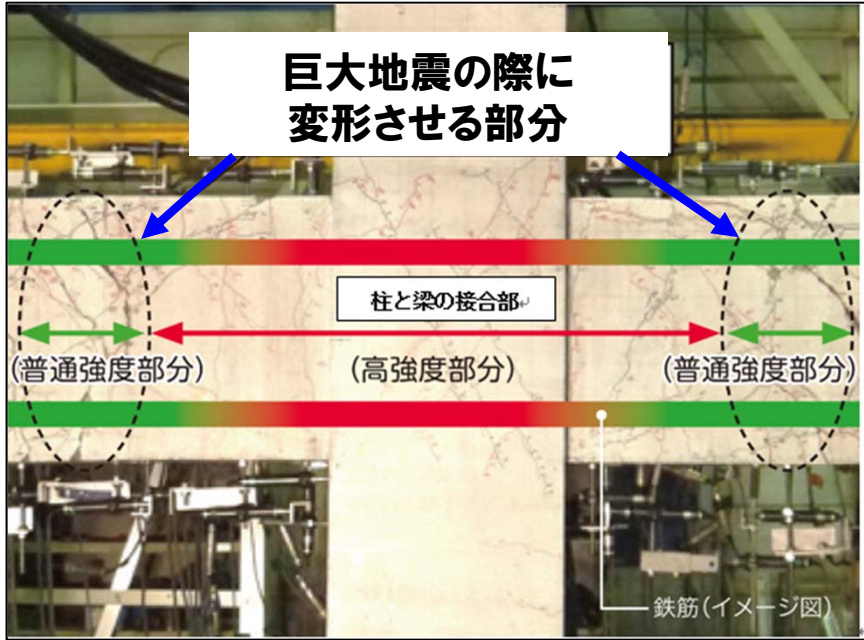 巨大地震の際に
変形させる部分
柱と梁の接合部
(普通強度部分)
(高強度部分)
(普通強度部分)
鉄筋(イメージ図)